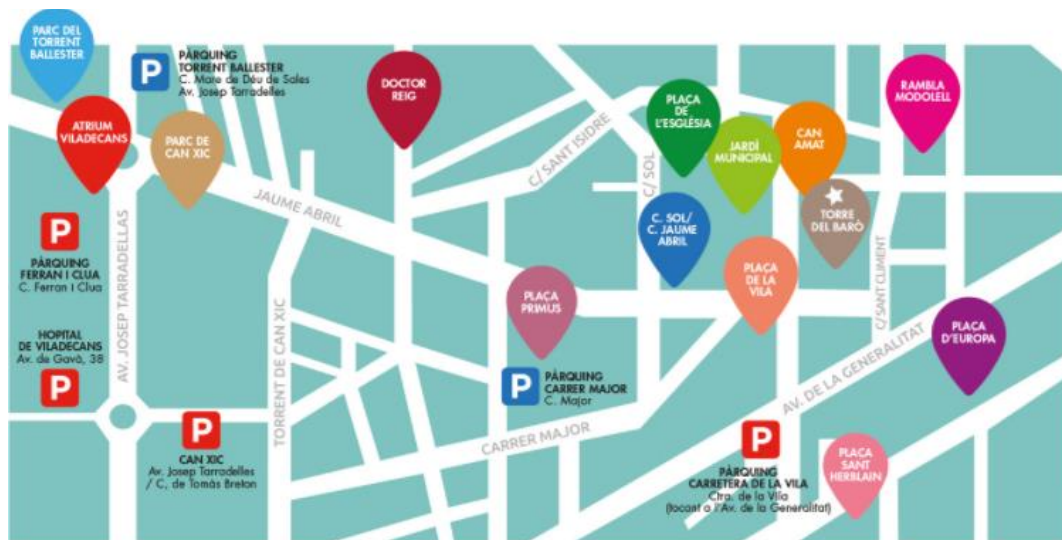 PARC DEL
TORRENT
BALLESTER
P
PÀRQUING
TORRENT BALLESTER
C. Mare de Déu de Sales
Av. Josep Tarradelles
DOCTOR
REIG
PLAÇA
DE
L'ESGLÉSIA
RAMBLA
MODOLELL
ATRIUM
VILADECANS
PARC DE
CAN XIC
JARDÍ
MUNICIPAL
CAN
AMAT
C/ SANT ISIDRE
C/ SOL
JAUME ABRIL
C. SOL/
C. JAUME
ABRIL
TORRE
DEL BARÓ
P
PÀRQUING
FERRAN I CLUA
C. Ferran I Clua
AV. JOSEP TARRADELLAS
TORRENT DE CAN XIC
PLAÇA
PRIMUS
PLAÇA
DE LA
VILA
C/SANT CLIMENT
PLAÇA
D'EUROPA
HOPITAL
DE VILADECANS
Av. de Gavà, 38
P
P
PÀRQUING
CARRER MAJOR
C. Major
AV. DE LA GENERALITAT
CARRER MAJOR
P
CAN XIC
Av. Josep Tarradelles
/ C, de Tomàs Breton
P
PÀRQUING
CARRETERA DE LA VILA
Ctra. de la Vila
(tocant a l'Av. de la Generalitat)
PLAÇA
SANT
HERBLAIN